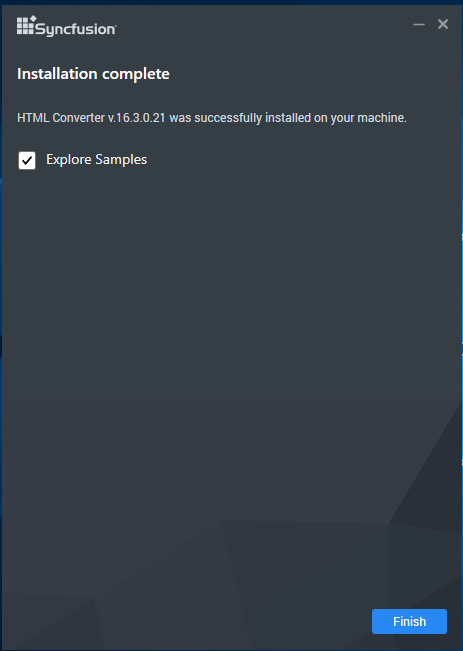 Syncfusion
Installation complete
HTML Converter v.16.3.0.21 was successfully installed on your machine.
Explore Samples
Finish